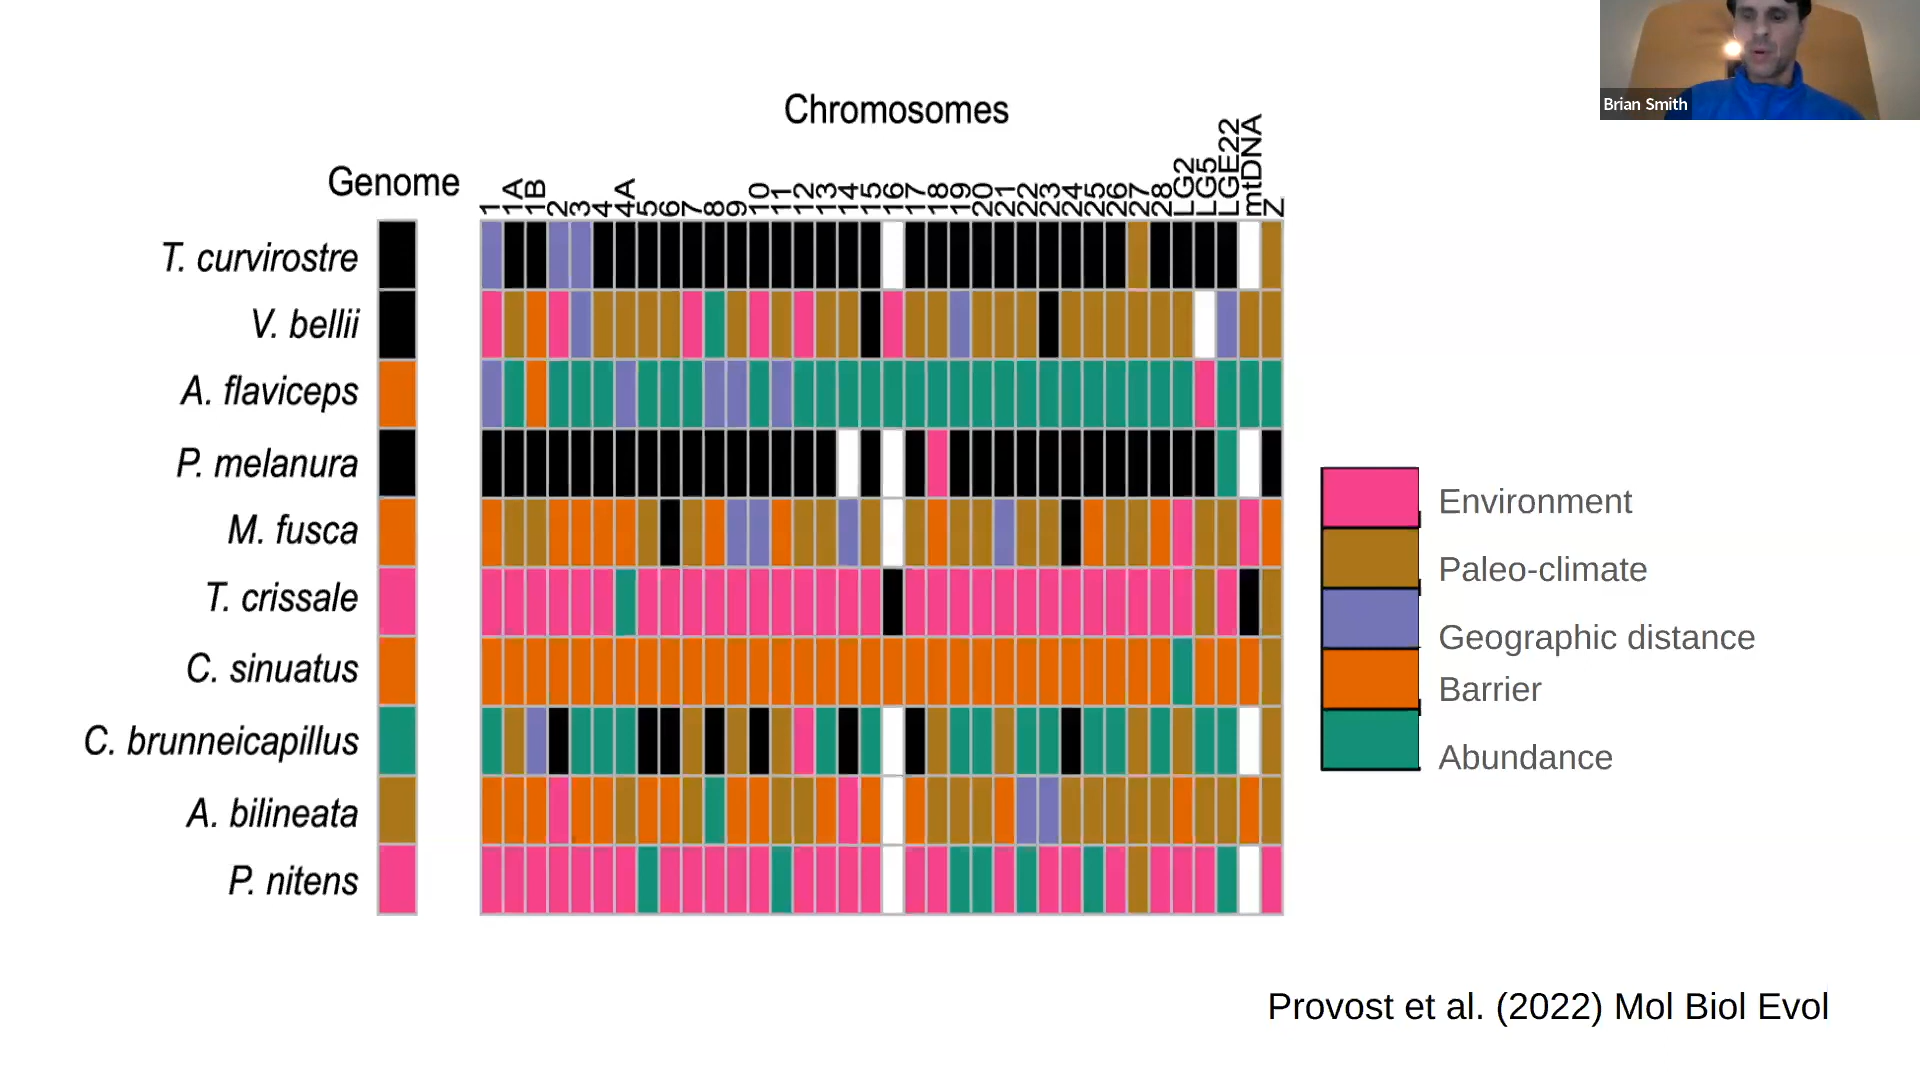 Brian Smith
Chromosomes
Genome
1 1A 1B 2 3 4 4A 5 6 7 8 9 10 11 12 13 14 15 16 17 18 19 20 21 22 23 24 25 26 27 28 LG2 LG5 LGE22 mtDNA Z
T. curvirostre
V. bellii
A. flaviceps
P. melanura
M. fusca
T. crissale
C. sinuatus
C. brunneicapillus
A. bilineata
P. nitens
Environment
Paleo-climate
Geographic distance
Barrier
Abundance
Provost et al. (2022) Mol Biol Evol